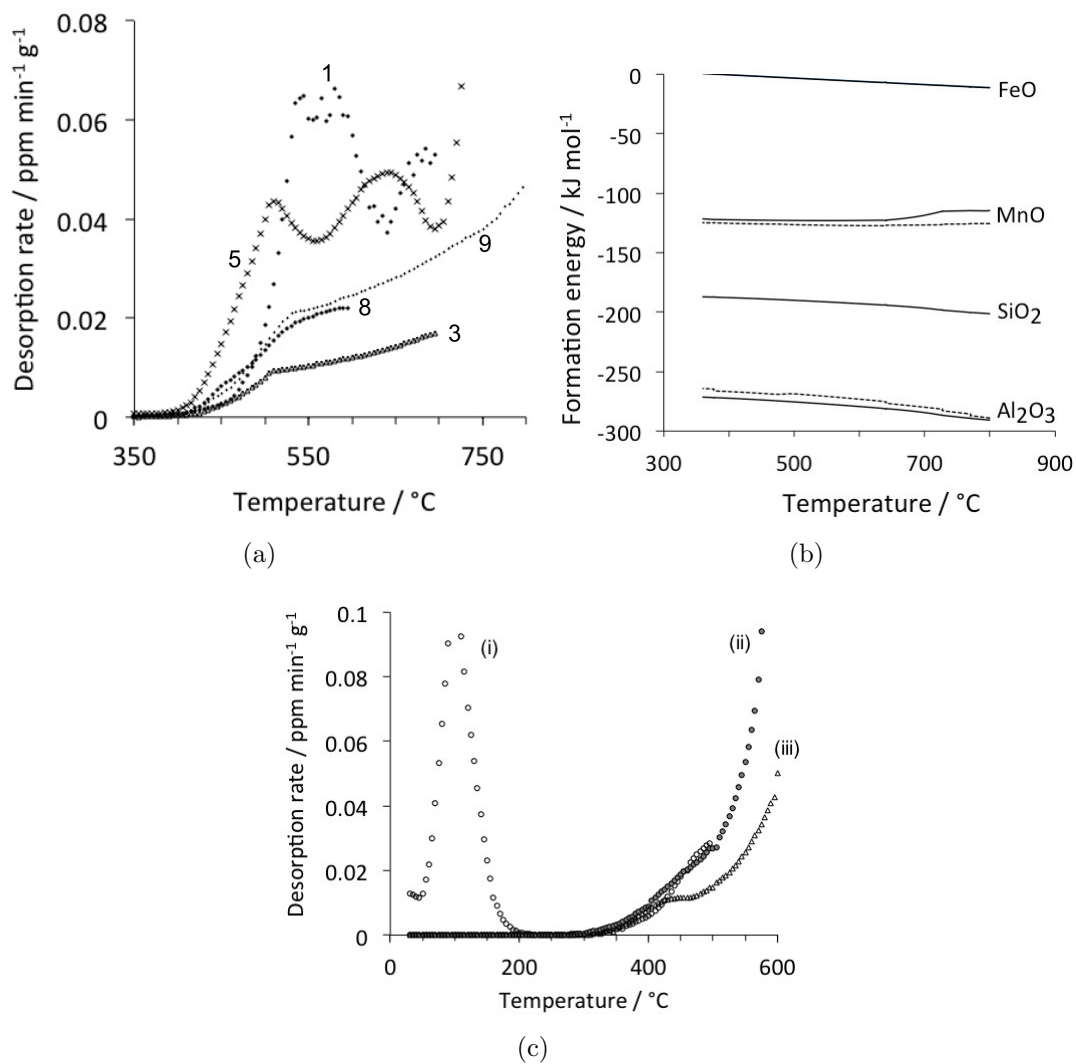 0.08
0.06
0.04
0.02
0
Desorption rate / ppm min⁻¹ g⁻¹
1
5
9
8
3
350
550
750
Temperature / °C
(a)
0
-50
-100
-150
-200
-250
-300
Formation energy / kJ mol⁻¹
FeO
MnO
SiO₂
Al₂O₃
300
500
700
900
Temperature / °C
(b)
0.1
0.08
0.06
0.04
0.02
0
Desorption rate / ppm min⁻¹ g⁻¹
(i)
(ii)
(iii)
0
200
400
600
Temperature / °C
(c)